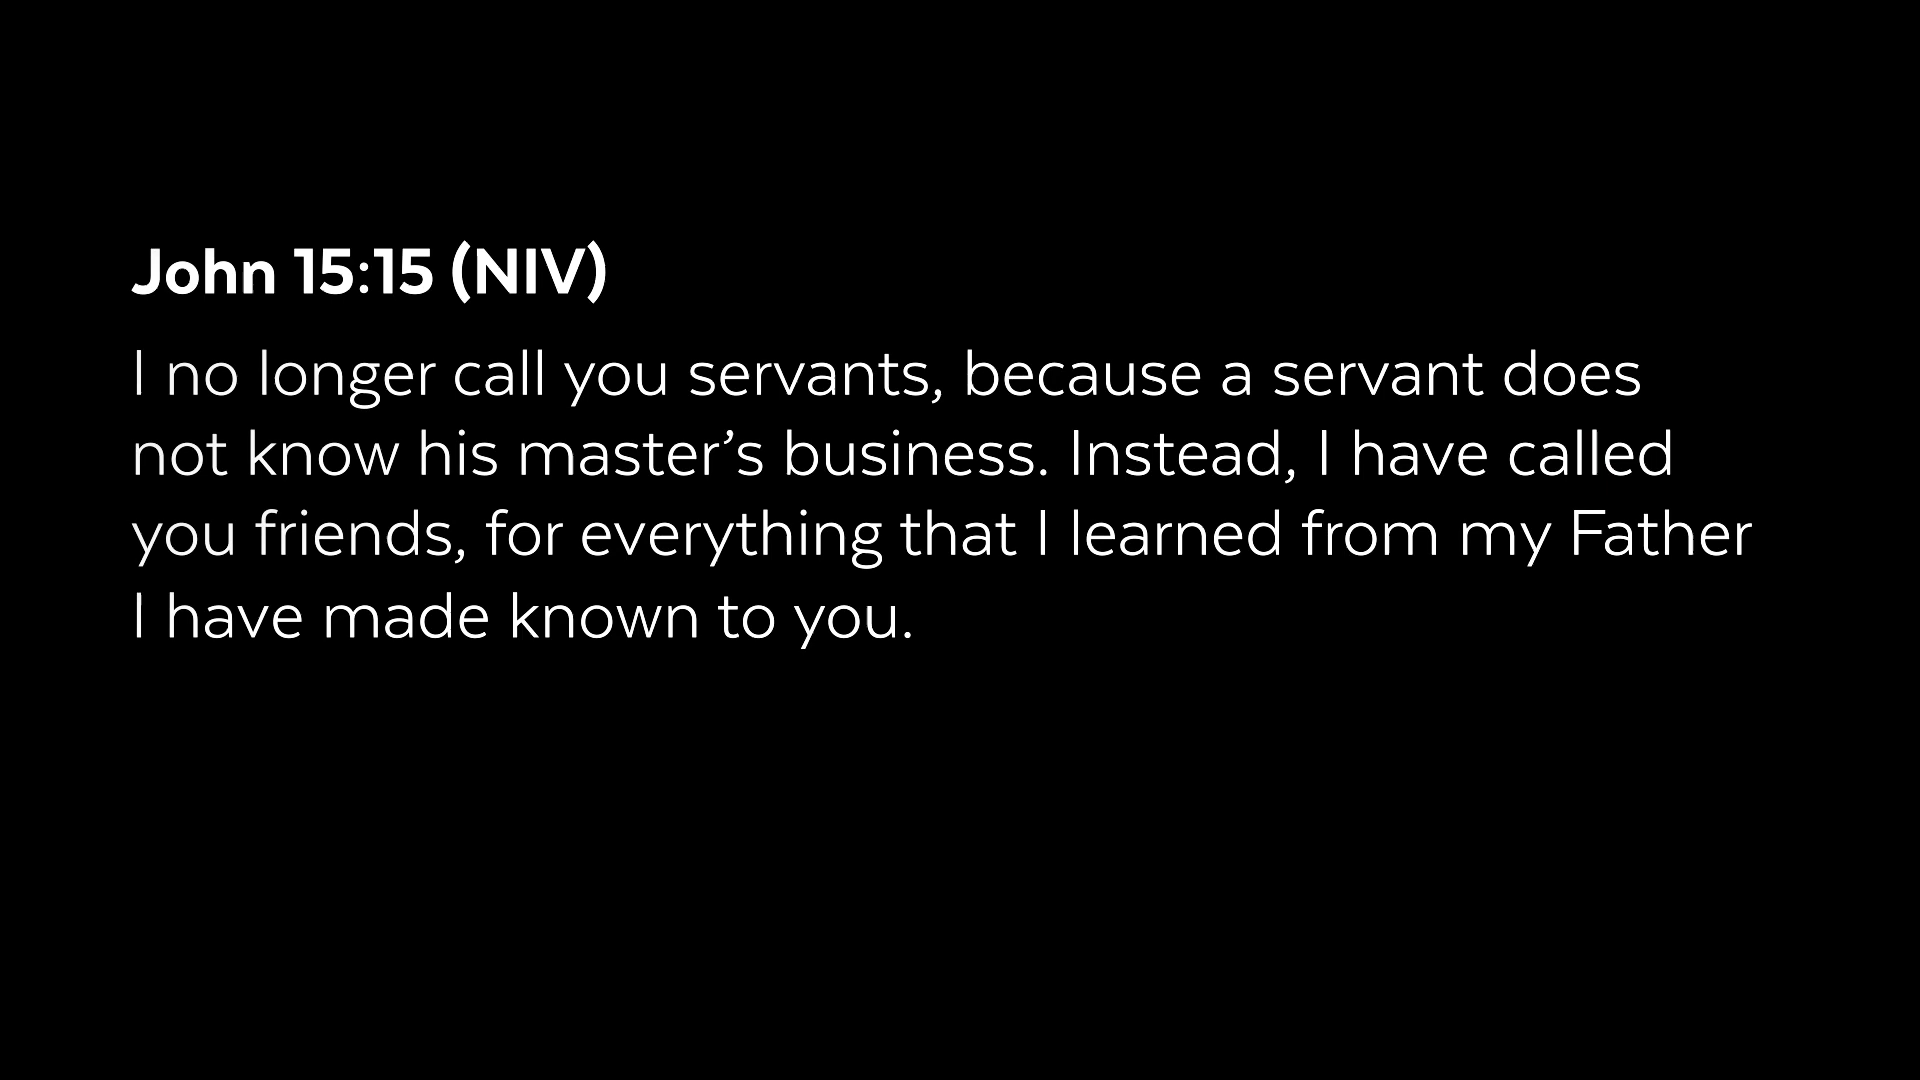 John 15:15 (NIV)
I no longer call you servants, because a servant does
not know his master’s business. Instead, I have called
you friends, for everything that I learned from my Father
I have made known to you.